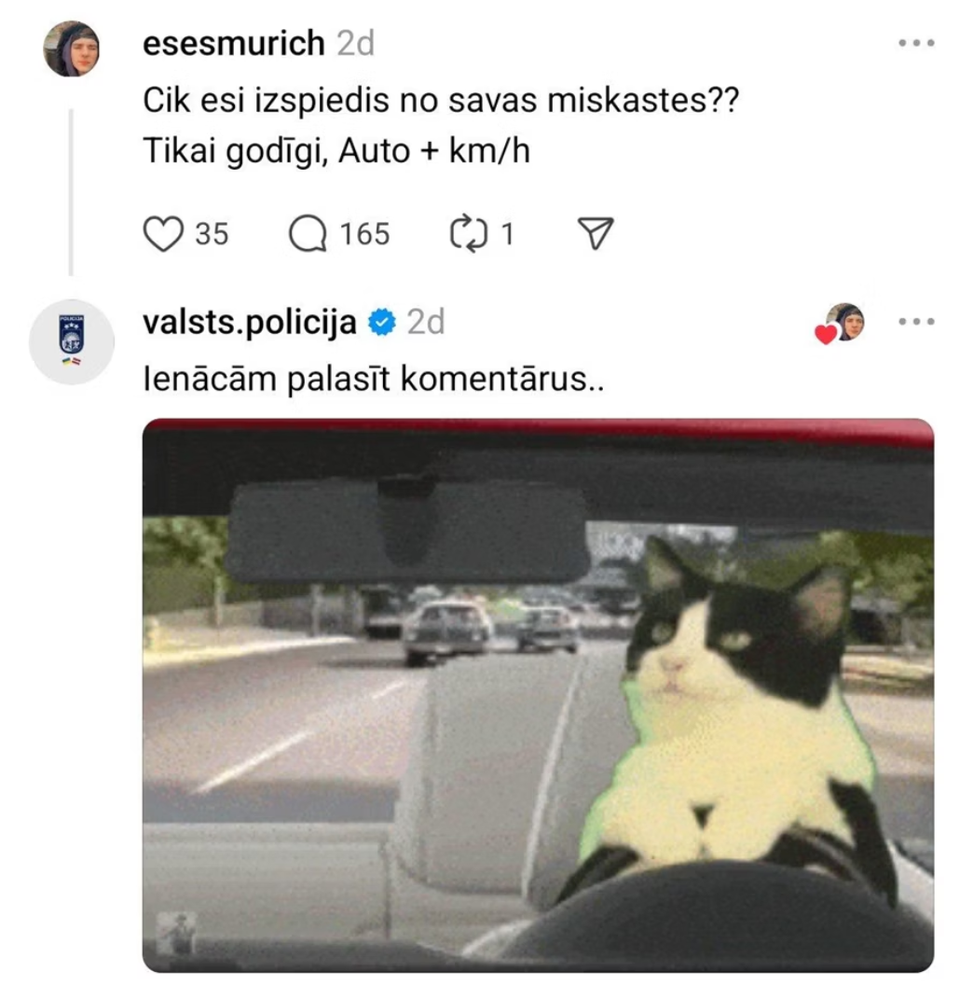 esesmurich 2d
Cik esi izspiedis no savas miskastes??
Tikai godīgi, Auto + km/h
35 165 1
valsts.policija 2d
POLICIJA
Ienācām palasīt komentārus..